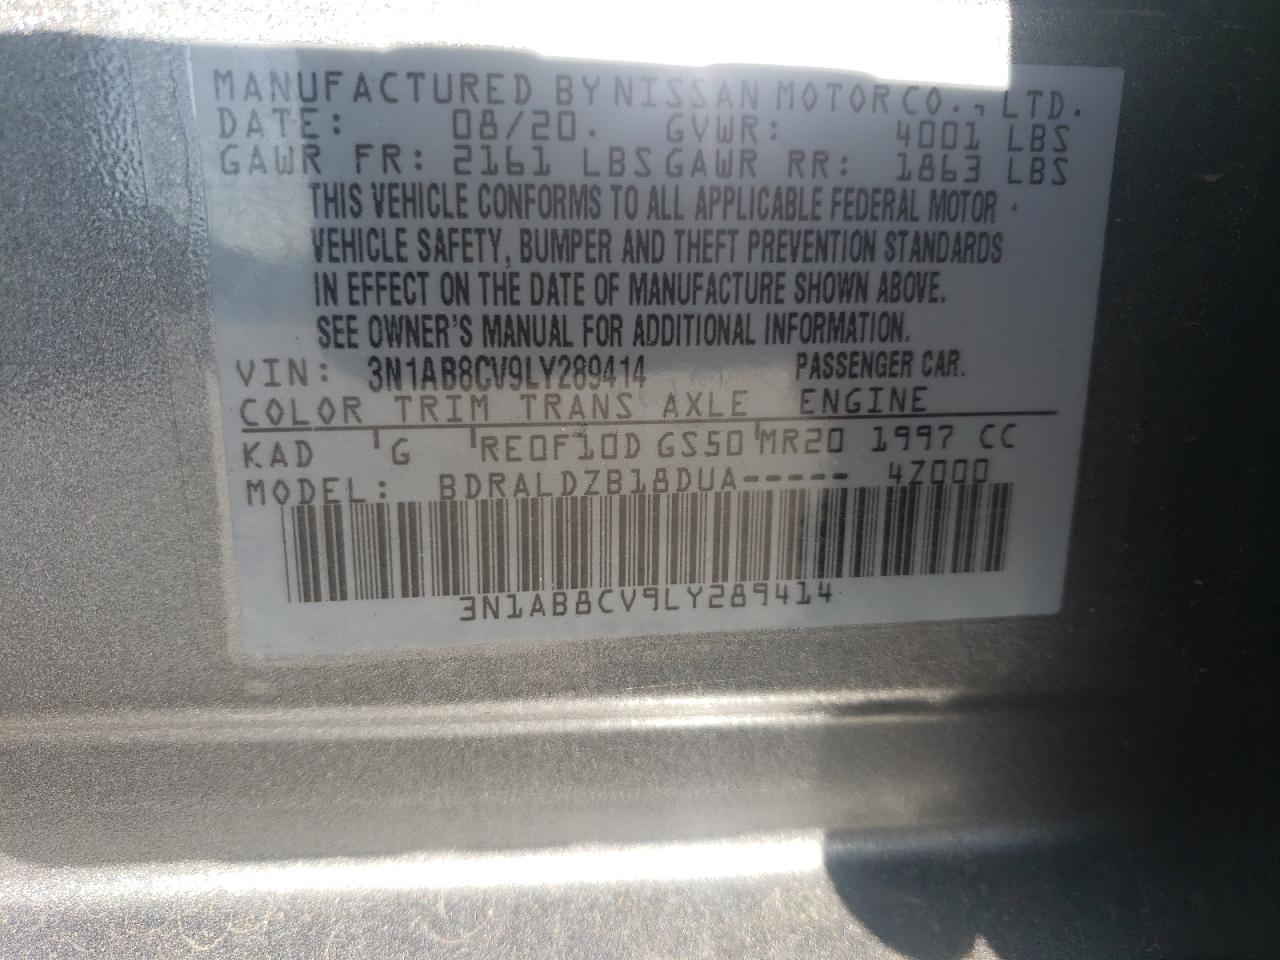 MANUFACTURED BY NISSAN MOTOR CO., LTD.
DATE: 08/20. GVWR: 4001 LBS
GAWR FR: 2161 LBS GAWR RR: 1863 LBS
THIS VEHICLE CONFORMS TO ALL APPLICABLE FEDERAL MOTOR
VEHICLE SAFETY, BUMPER AND THEFT PREVENTION STANDARDS
IN EFFECT ON THE DATE OF MANUFACTURE SHOWN ABOVE.
SEE OWNER'S MANUAL FOR ADDITIONAL INFORMATION.
VIN: 3N1AB8CV9LY289414 PASSENGER CAR.
COLOR TRIM TRANS AXLE ENGINE
KAD G RE0F10D GS50 MR20 1997 CC
MODEL: BDRALDZB18DUA----- 4Z000
3N1AB8CV9LY289414